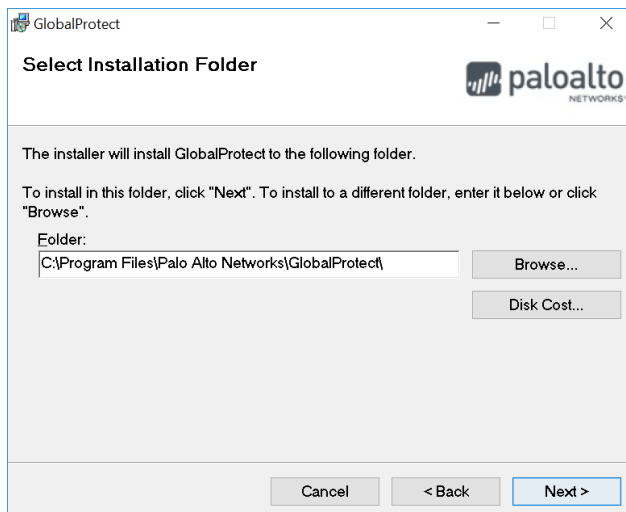 GlobalProtect
Select Installation Folder
paloalto
NETWORKS
The installer will install GlobalProtect to the following folder.
To install in this folder, click "Next". To install to a different folder, enter it below or click
"Browse".
Folder:
C:\Program Files\Palo Alto Networks\GlobalProtect\
Browse...
Disk Cost...
Cancel
< Back
Next >